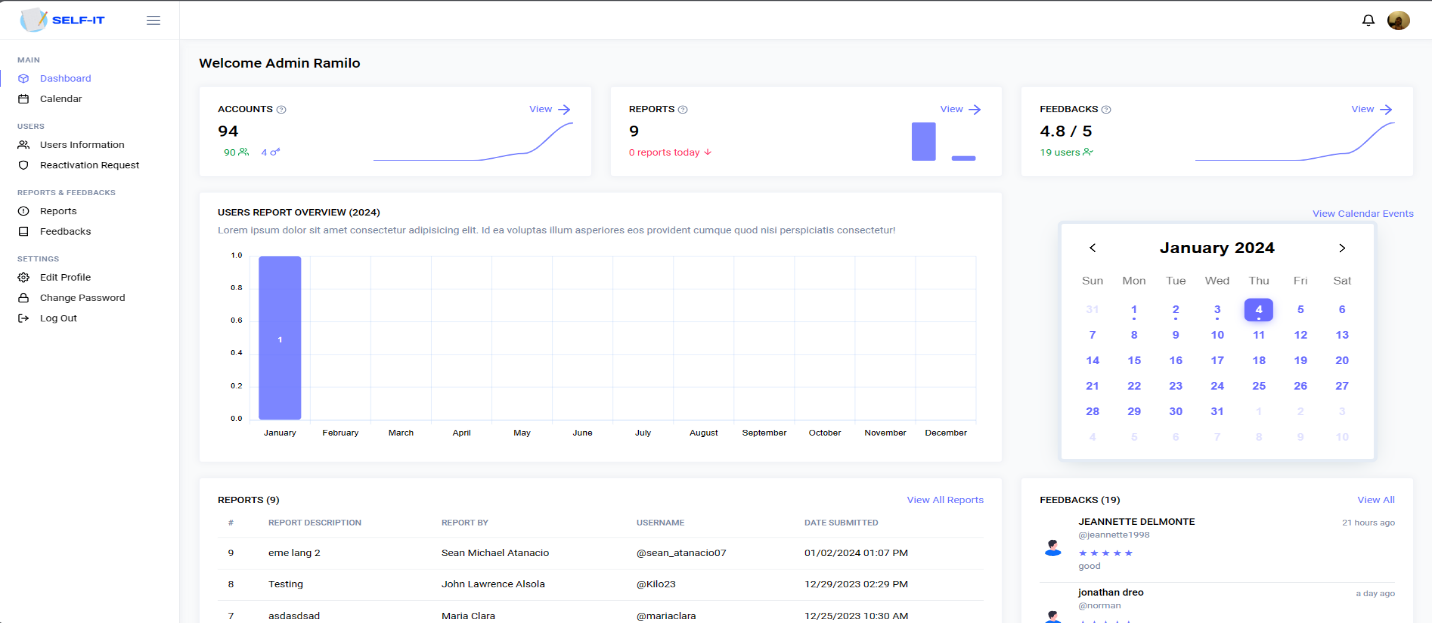 SELF-IT
MAIN
Dashboard
Calendar
USERS
Users Information
Reactivation Request
REPORTS & FEEDBACKS
Reports
Feedbacks
SETTINGS
Edit Profile
Change Password
Log Out
Welcome Admin Ramilo
ACCOUNTS
View
94
90 4
REPORTS
View
9
0 reports today
FEEDBACKS
View
4.8 / 5
19 users
USERS REPORT OVERVIEW (2024)
Lorem ipsum dolor sit amet consectetur adipisicing elit. Id ea voluptas illum asperiores eos provident cumque quod nisi perspiciatis consectetur!
1.0
0.8
0.6
0.4
0.2
0.0
1
January February March April May June July August September October November December
View Calendar Events
January 2024
Sun Mon Tue Wed Thu Fri Sat
31 1 2 3 4 5 6
7 8 9 10 11 12 13
14 15 16 17 18 19 20
21 22 23 24 25 26 27
28 29 30 31 1 2 3
4 5 6 7 8 9 10
REPORTS (9)
View All Reports
# REPORT DESCRIPTION REPORT BY USERNAME DATE SUBMITTED
9 eme lang 2 Sean Michael Atanacio @sean_atanacio07 01/02/2024 01:07 PM
8 Testing John Lawrence Alsola @Kilo23 12/29/2023 02:29 PM
7 asdasdsad Maria Clara @mariaclara 12/25/2023 10:30 AM
FEEDBACKS (19)
View All
JEANNETTE DELMONTE 21 hours ago
@jeannette1998
good
jonathan dreo a day ago
@norman